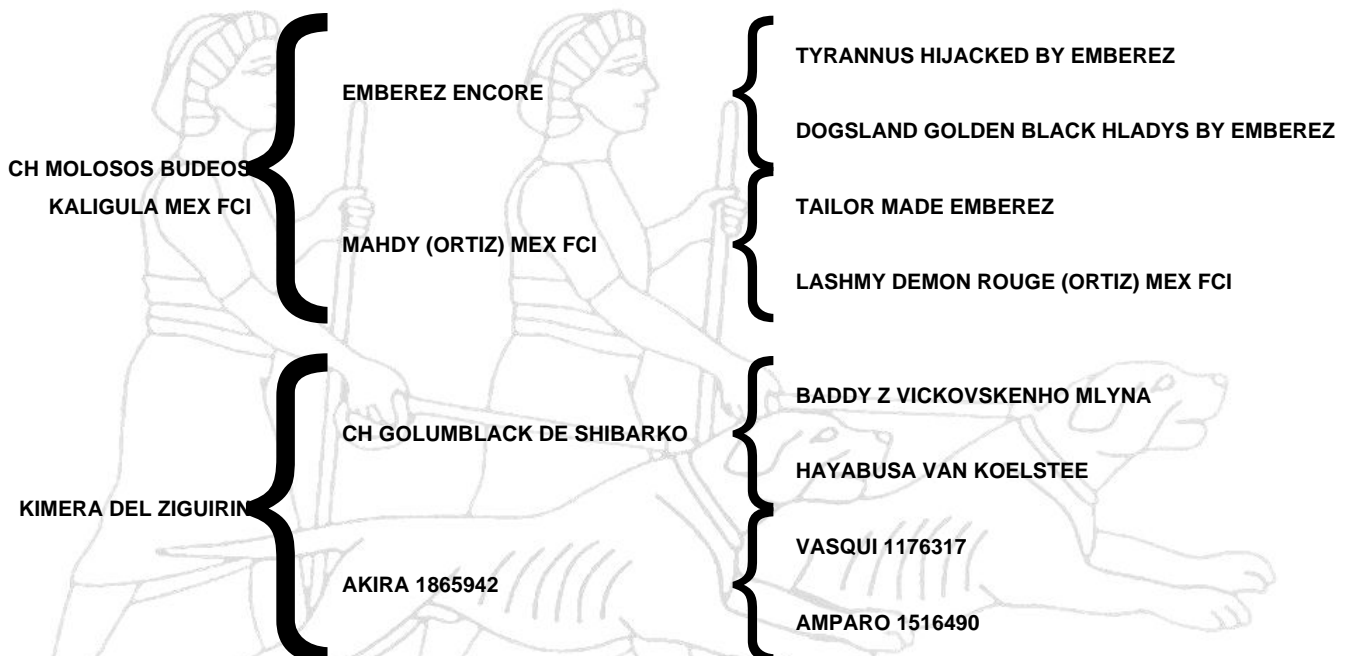 CH MOLOSOS BUDEOS
KALIGULA MEX FCI
EMBEREZ ENCORE
MAHDY (ORTIZ) MEX FCI
TYRANNUS HIJACKED BY EMBEREZ
DOGSLAND GOLDEN BLACK HLADYS BY EMBEREZ
TAILOR MADE EMBEREZ
LASHMY DEMON ROUGE (ORTIZ) MEX FCI
KIMERA DEL ZIGUIRIN
CH GOLUMBLACK DE SHIBARKO
AKIRA 1865942
BADDY Z VICKOVSKENHO MLYNA
HAYABUSA VAN KOELSTEE
VASQUI 1176317
AMPARO 1516490